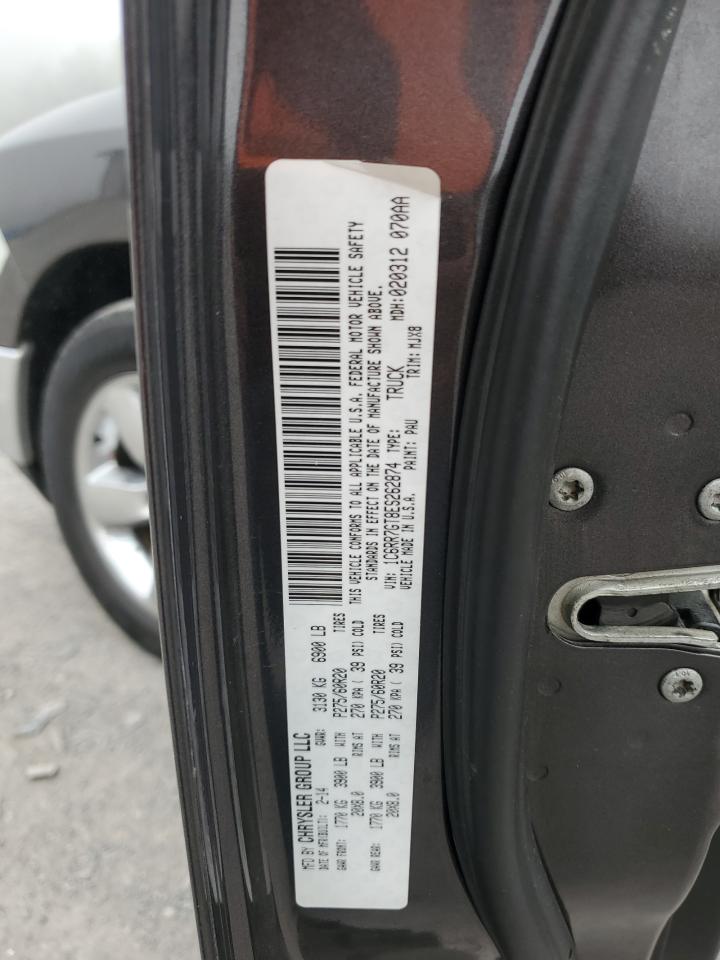 MFD BY CHRYSLER GROUP LLC
DATE OF MFR(BUILT): 2-14 GVWR: 3130 KG 6900 LB
GAWR FRONT: 1770 KG 3900 LB WITH P275/60R20 TIRES
20X8.0 RIMS AT 270 KPA ( 39 PSI) COLD
GAWR REAR: 1770 KG 3900 LB WITH P275/60R20 TIRES
20X8.0 RIMS AT 270 KPA ( 39 PSI) COLD
THIS VEHICLE CONFORMS TO ALL APPLICABLE U.S.A. FEDERAL MOTOR VEHICLE SAFETY
STANDARDS IN EFFECT ON THE DATE OF MANUFACTURE SHOWN ABOVE.
VIN: 1C6RR7GT8ES262874 TYPE: TRUCK MDH:020312 070AA
VEHICLE MADE IN U.S.A. PAINT: PAU TRIM: MJX8